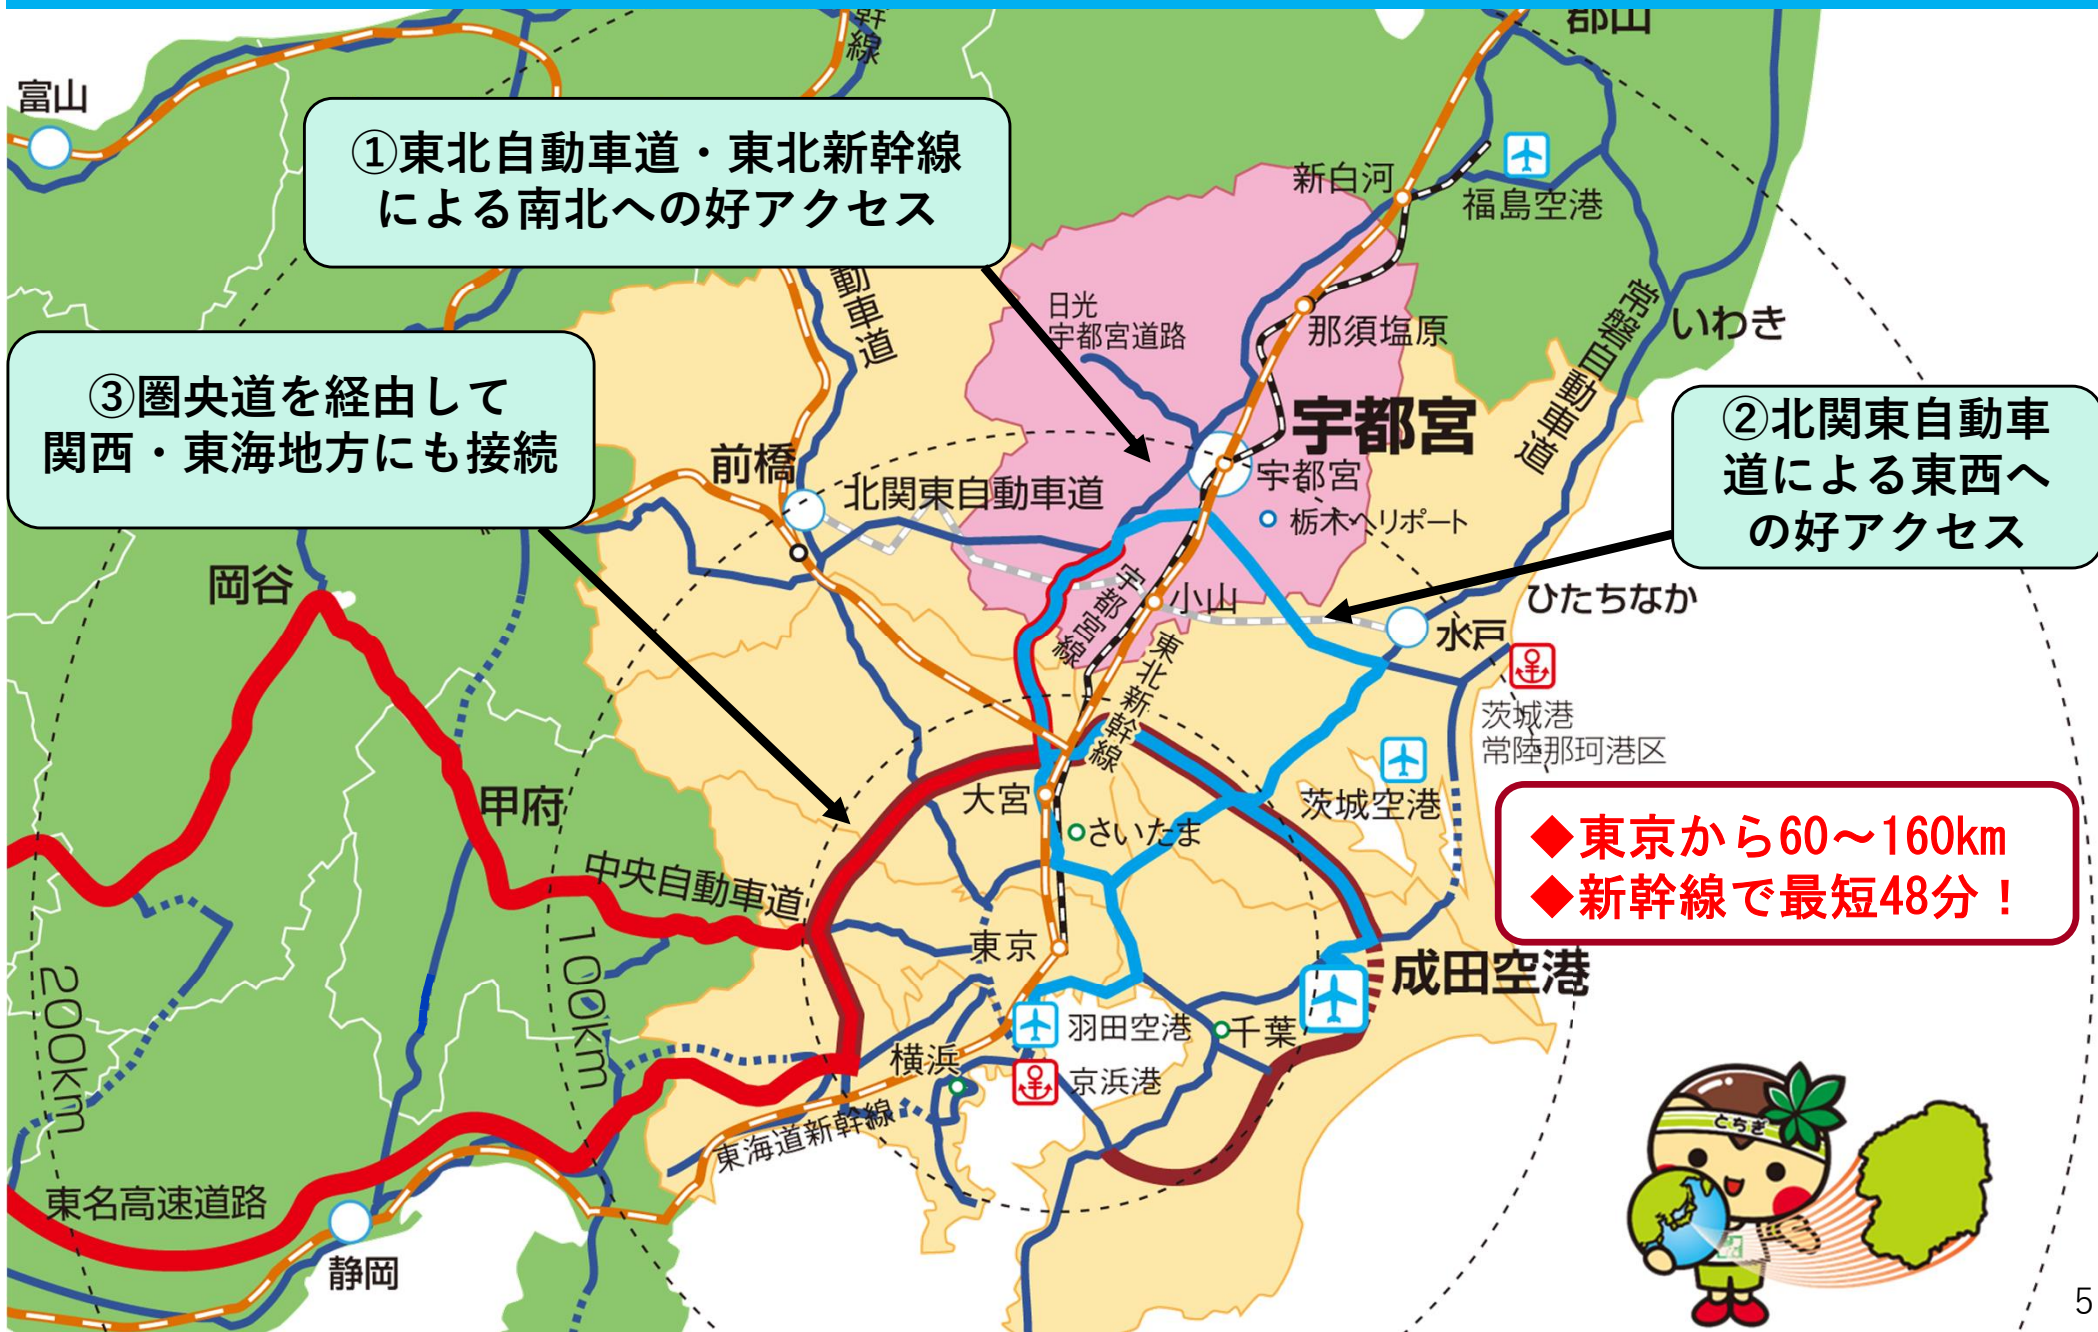 郡山
幹線
富山
①東北自動車道・東北新幹線
による南北への好アクセス
新白河
福島空港
動車道
日光
宇都宮道路
那須塩原
常磐自動車道
いわき
③圏央道を経由して
関西・東海地方にも接続
②北関東自動車
道による東西へ
の好アクセス
宇都宮
前橋
北関東自動車道
宇都宮
栃木ヘリポート
岡谷
宇都宮線
小山
ひたちなか
水戸
東北新幹線
茨城港
常陸那珂港区
甲府
大宮
茨城空港
さいたま
◆東京から60～160km
◆新幹線で最短48分！
中央自動車道
東京
成田空港
200km
100km
羽田空港
千葉
横浜
京浜港
東海道新幹線
とちぎ
東名高速道路
静岡
5